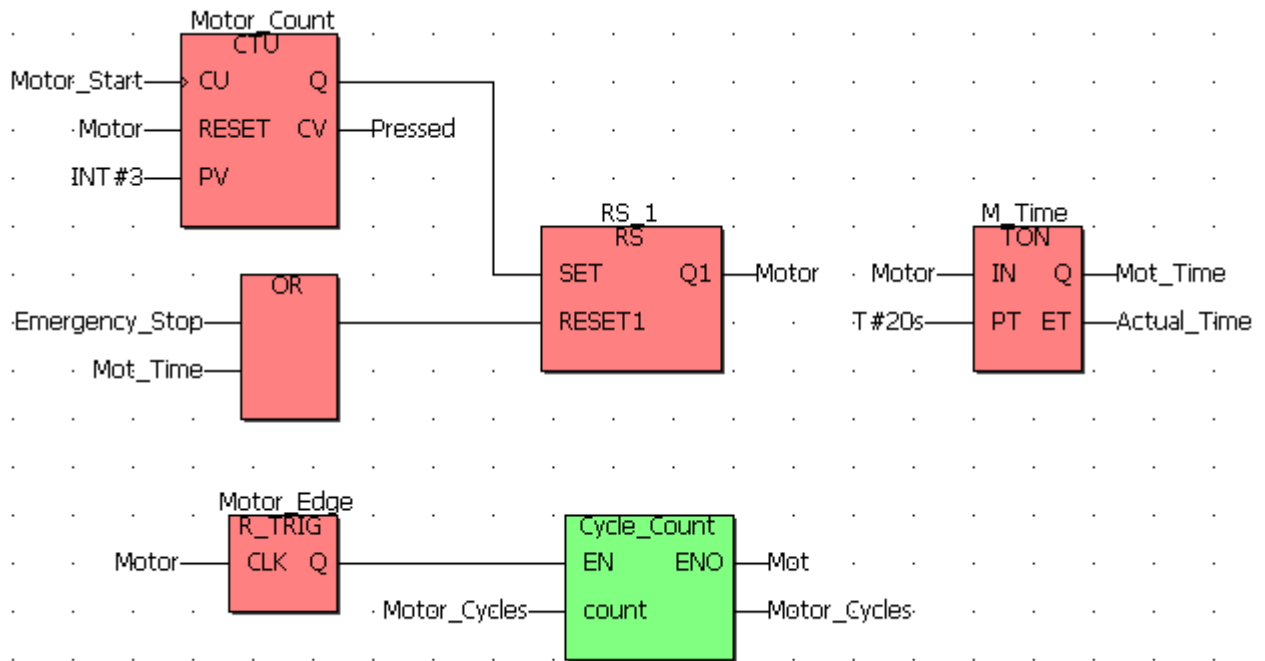 Motor_Count
CTU
Motor_Start CU Q
Motor RESET CV Pressed
INT#3 PV
RS_1
RS
SET Q1 Motor
RESET1
M_Time
TON
Motor IN Q Mot_Time
T#20s PT ET Actual_Time
OR
Emergency_Stop
Mot_Time
Motor_Edge
R_TRIG
Motor CLK Q
Cycle_Count
EN ENO Mot
Motor_Cycles count Motor_Cycles